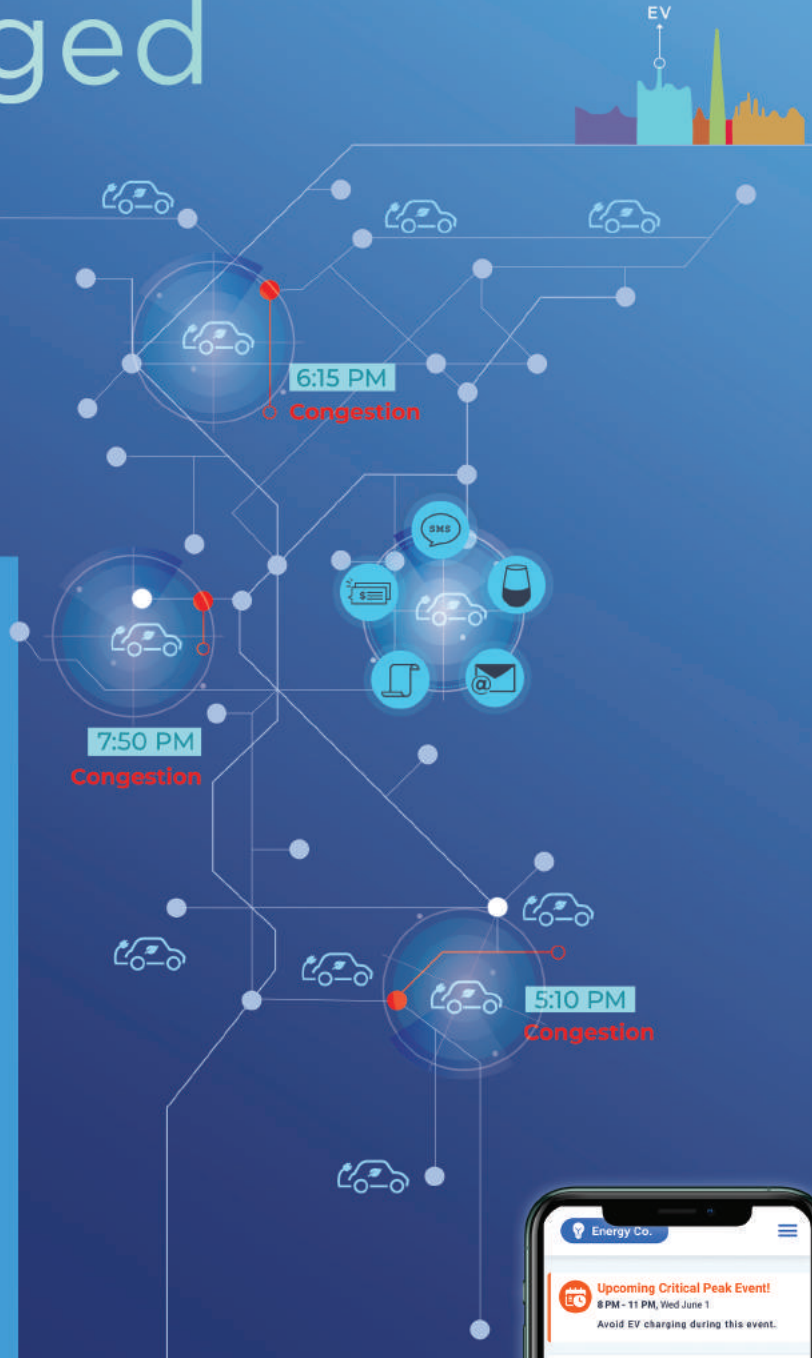 ged
EV
6:15 PM
Congestion
SMS
$
@
7:50 PM
Congestion
5:10 PM
Congestion
Energy Co.
Upcoming Critical Peak Event!
8 PM - 11 PM, Wed June 1
Avoid EV charging during this event.